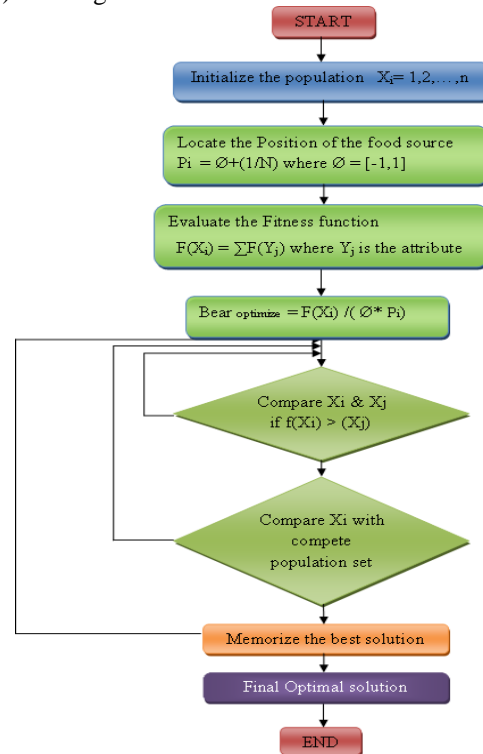 START
Initialize the population Xi= 1,2,…,n
Locate the Position of the food source
Pi = Ø+(1/N) where Ø = [-1,1]
Evaluate the Fitness function
F(Xi) = ∑F(Yj) where Yj is the attribute
Bear optimize = F(Xi) /( Ø* Pi)
Compare Xi & Xj
if f(Xi) > (Xj)
Compare Xi with
compete
population set
Memorize the best solution
Final Optimal solution
END